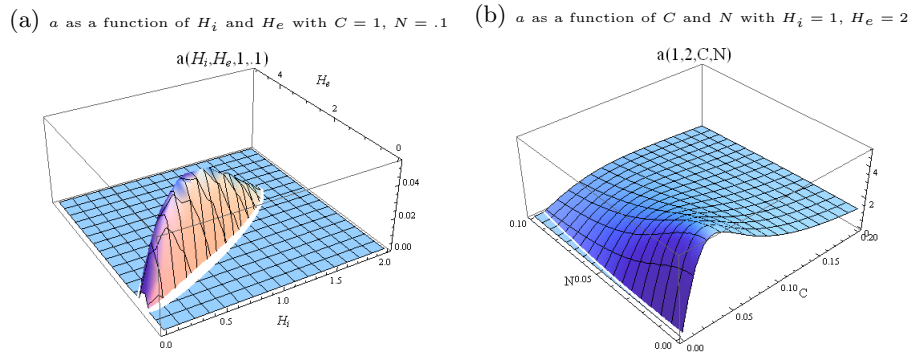 (a) a as a function of H_i and H_e with C = 1, N = .1
a(H_i,H_e,1,.1)
4
H_e
2
0
0.04
0.02
0.00
0.0
0.5
1.0
1.5
2.0
H_i
(b) a as a function of C and N with H_i = 1, H_e = 2
a(1,2,C,N)
4
2
0
0.10
N
0.05
0.00
0.00
0.05
0.10
0.15
0.20
C